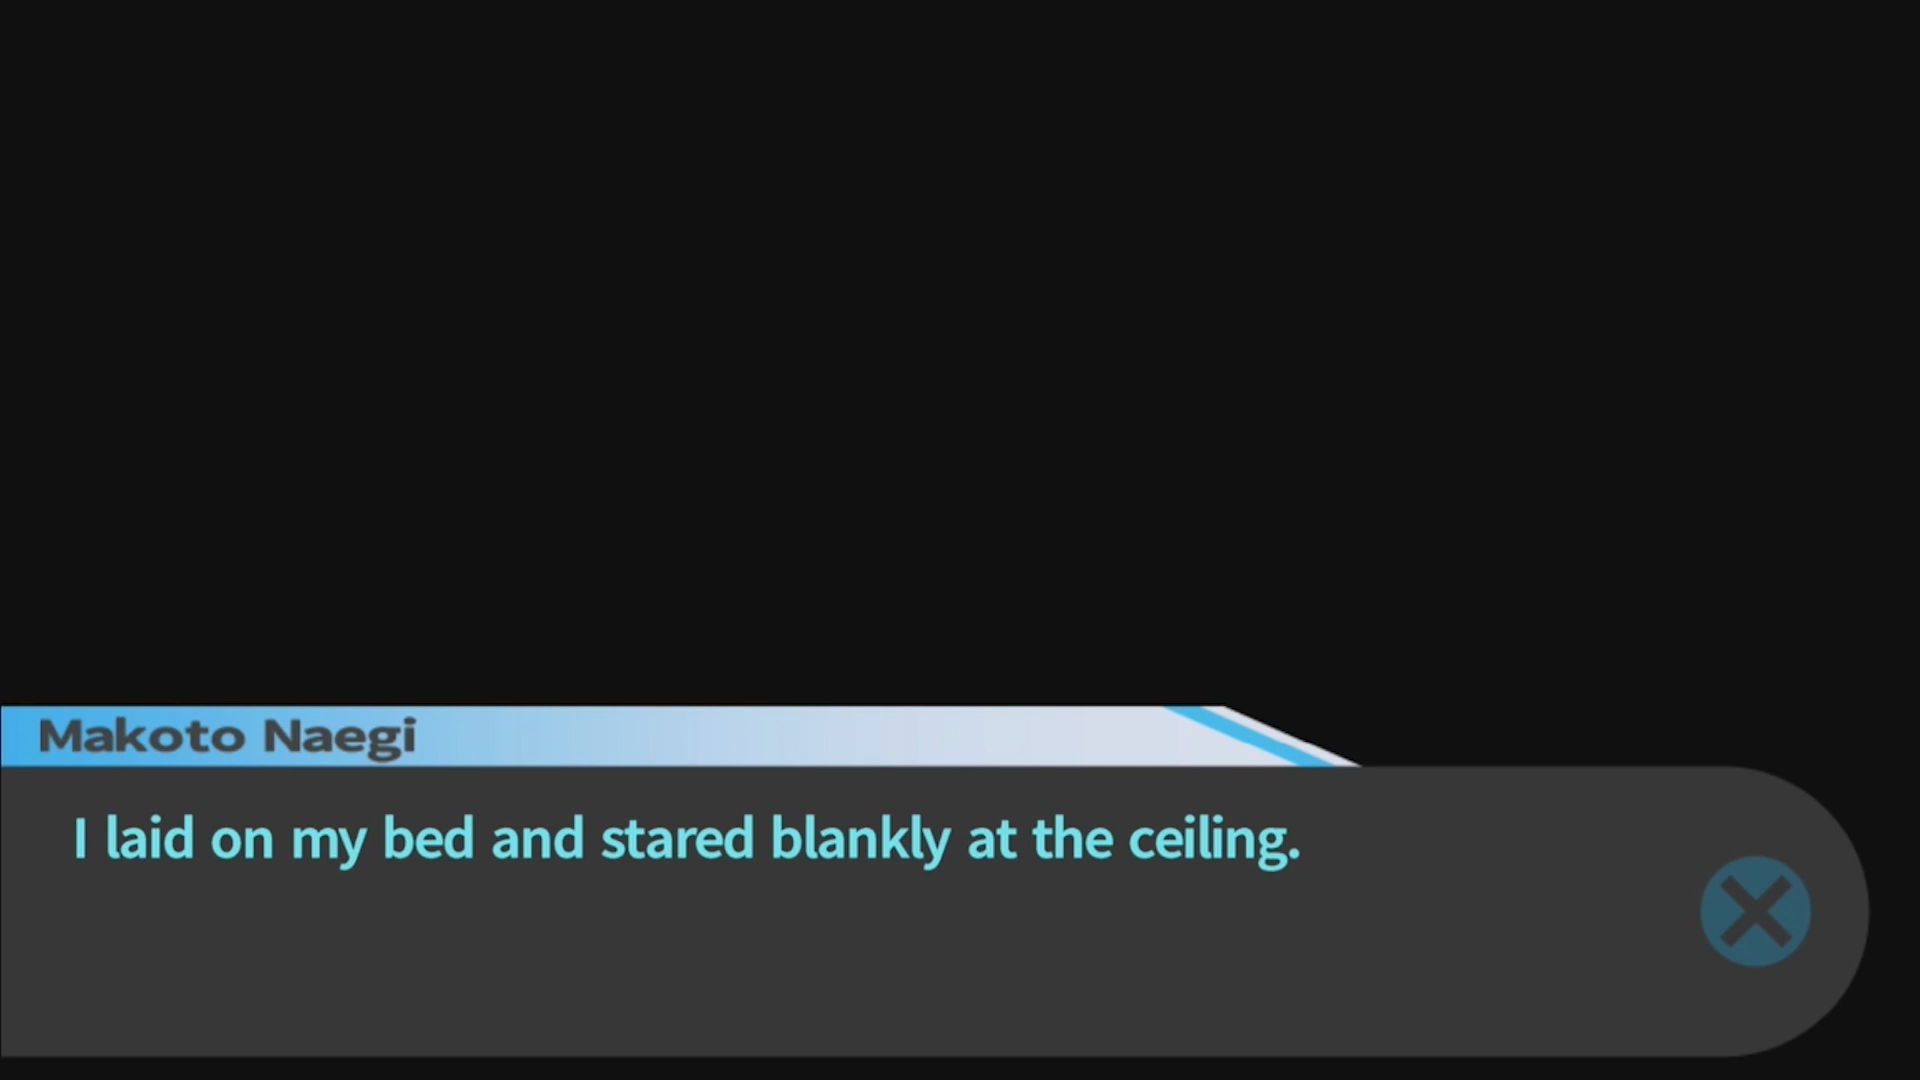 Makoto Naegi
I laid on my bed and stared blankly at the ceiling.